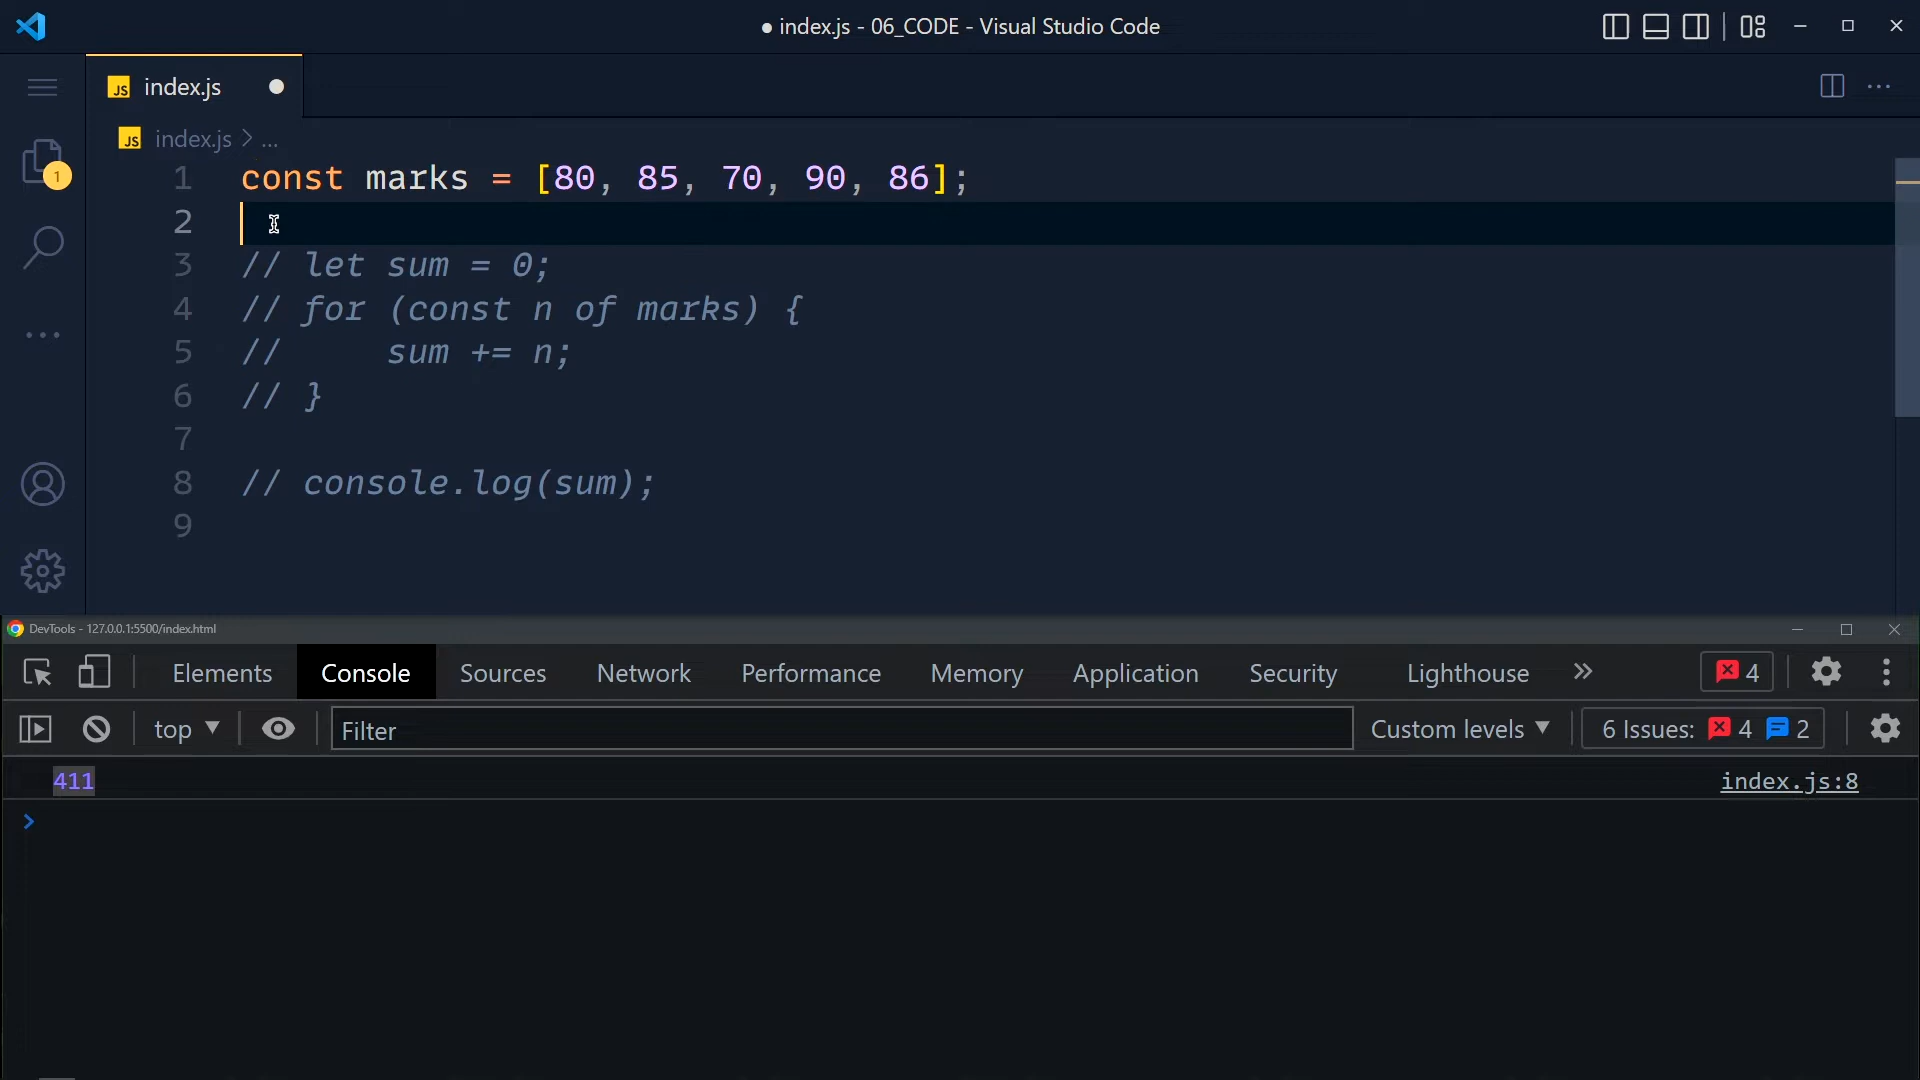 index.js - 06_CODE - Visual Studio Code
JS index.js
JS index.js > ...
1
1 const marks = [80, 85, 70, 90, 86];
2
3 // let sum = 0;
4 // for (const n of marks) {
5 //     sum += n;
6 // }
7
8 // console.log(sum);
9
DevTools - 127.0.0.1:5500/index.html
Elements Console Sources Network Performance Memory Application Security Lighthouse 4
top Filter Custom levels 6 Issues: 4 2
411 index.js:8